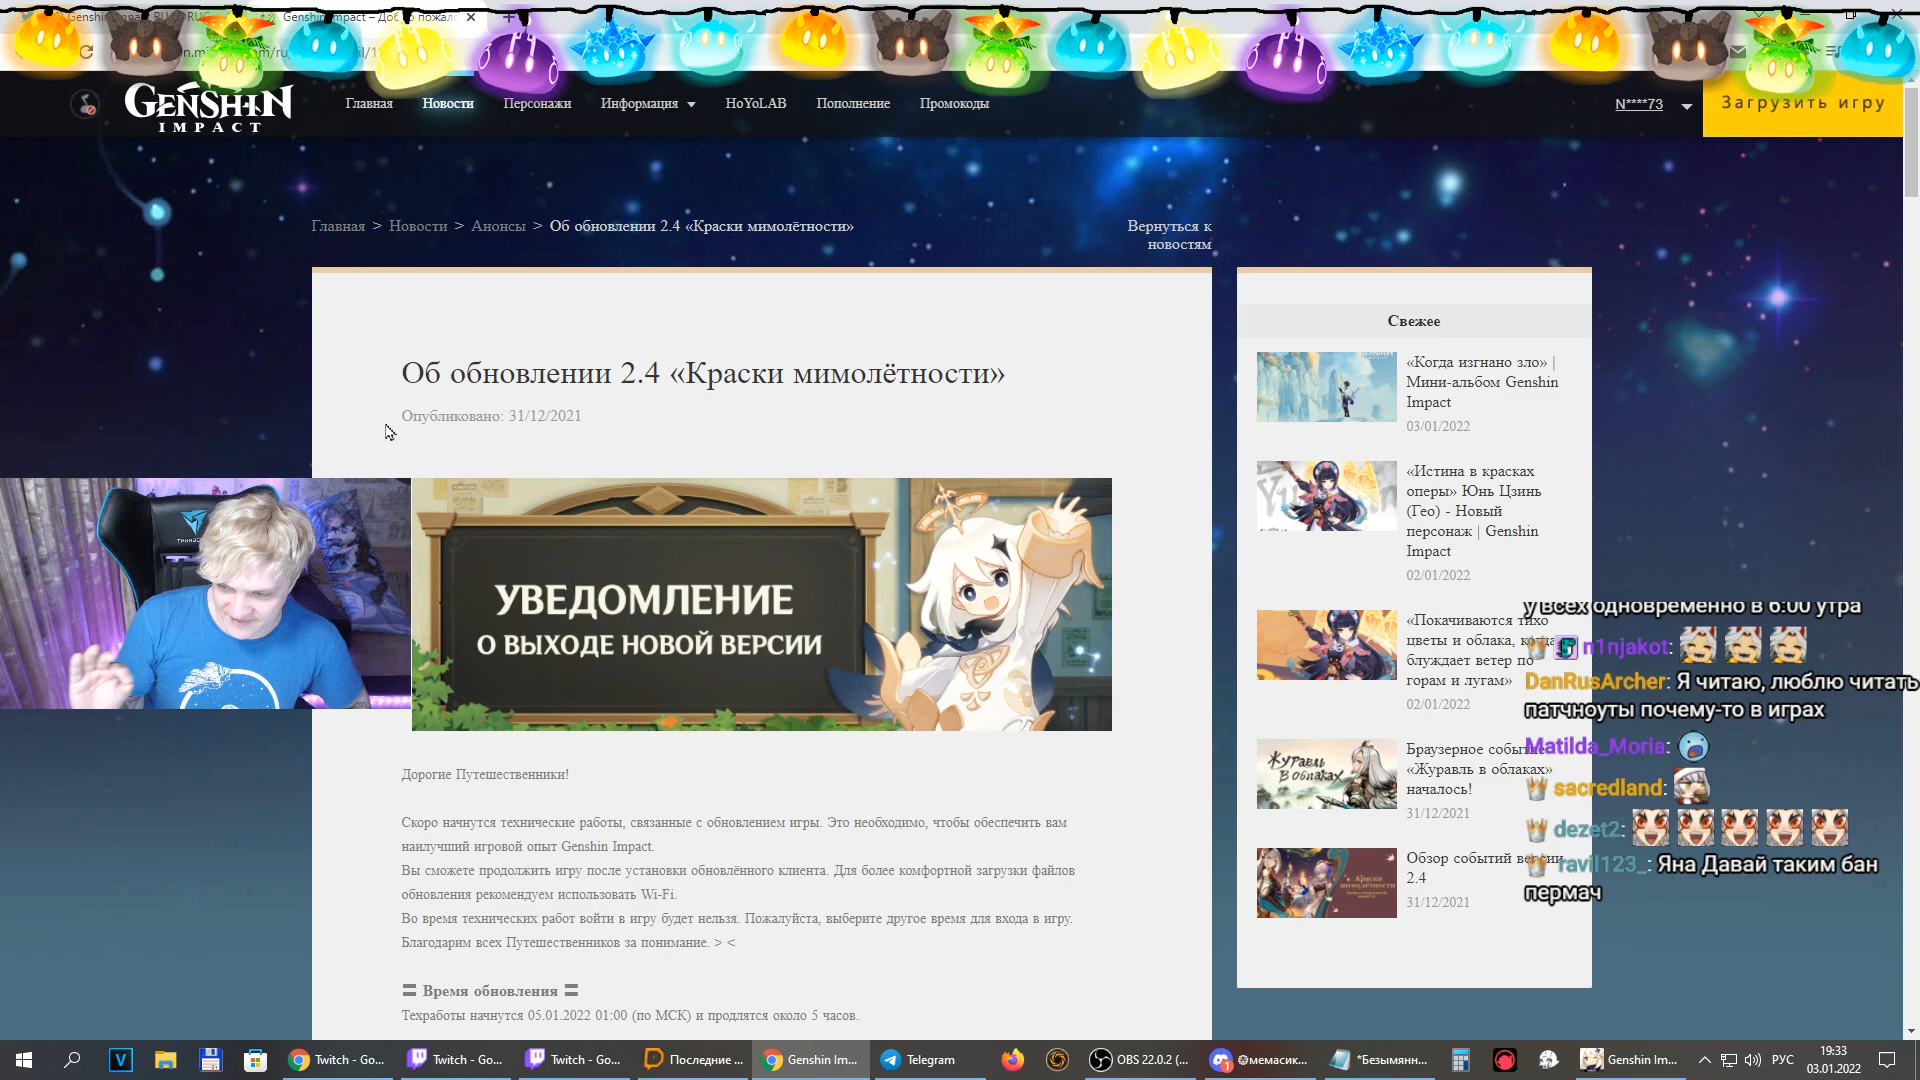 GENSHIN
IMPACT
Главная
Новости
Персонажи
Информация
HoYoLAB
Пополнение
Промокоды
N****73
Загрузить игру
Главная > Новости > Анонсы > Об обновлении 2.4 «Краски мимолётности»
Вернуться к
новостям
Об обновлении 2.4 «Краски мимолётности»
Опубликовано: 31/12/2021
УВЕДОМЛЕНИЕ
О ВЫХОДЕ НОВОЙ ВЕРСИИ
Дорогие Путешественники!
Скоро начнутся технические работы, связанные с обновлением игры. Это необходимо, чтобы обеспечить вам
наилучший игровой опыт Genshin Impact.
Вы сможете продолжить игру после установки обновлённого клиента. Для более комфортной загрузки файлов
обновления рекомендуем использовать Wi-Fi.
Во время технических работ войти в игру будет нельзя. Пожалуйста, выберите другое время для входа в игру.
Благодарим всех Путешественников за понимание. > <
〓 Время обновления 〓
Техработы начнутся 05.01.2022 01:00 (по МСК) и продлятся около 5 часов.
Свежее
«Когда изгнано зло» |
Мини-альбом Genshin
Impact
03/01/2022
«Истина в красках
оперы» Юнь Цзинь
(Гео) - Новый
персонаж | Genshin
Impact
02/01/2022
«Покачиваются тихо
цветы и облака, когда
блуждает ветер по
горам и лугам»
02/01/2022
Журавль
в облаках
Браузерное событие
«Журавль в облаках»
началось!
31/12/2021
Краски
мимолётности
Обзор событий версии
2.4
31/12/2021
у всех одновременно в 6:00 утра
n1njakot:
DanRusArcher: Я читаю, люблю читать
патчноуты почему-то в играх
Matilda_Moria:
sacredland:
dezet2:
ravil123_: Яна Давай таким бан
пермач
Twitch - Go...
Twitch - Go...
Twitch - Go...
Последние ...
Genshin Im...
Telegram
OBS 22.0.2 (...
мемасик...
*Безымянн...
Genshin Im...
РУС
19:33
03.01.2022